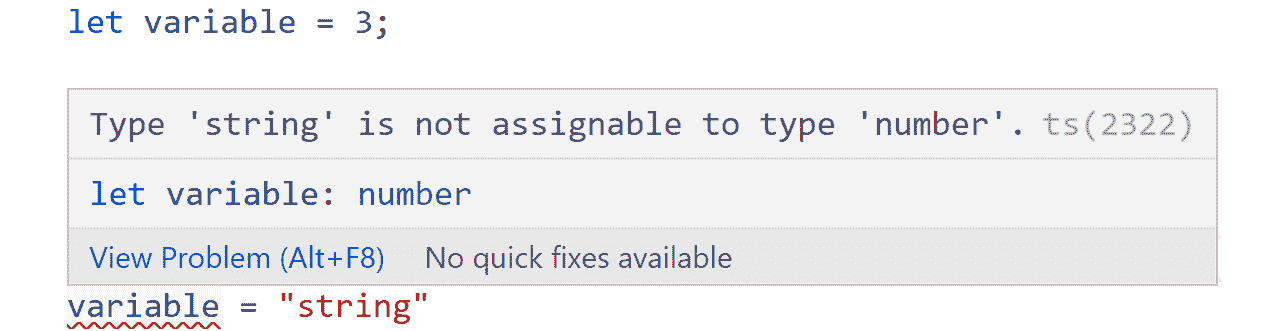 let variable = 3;
Type 'string' is not assignable to type 'number'. ts(2322)
let variable: number
View Problem (Alt+F8) No quick fixes available
variable = "string"